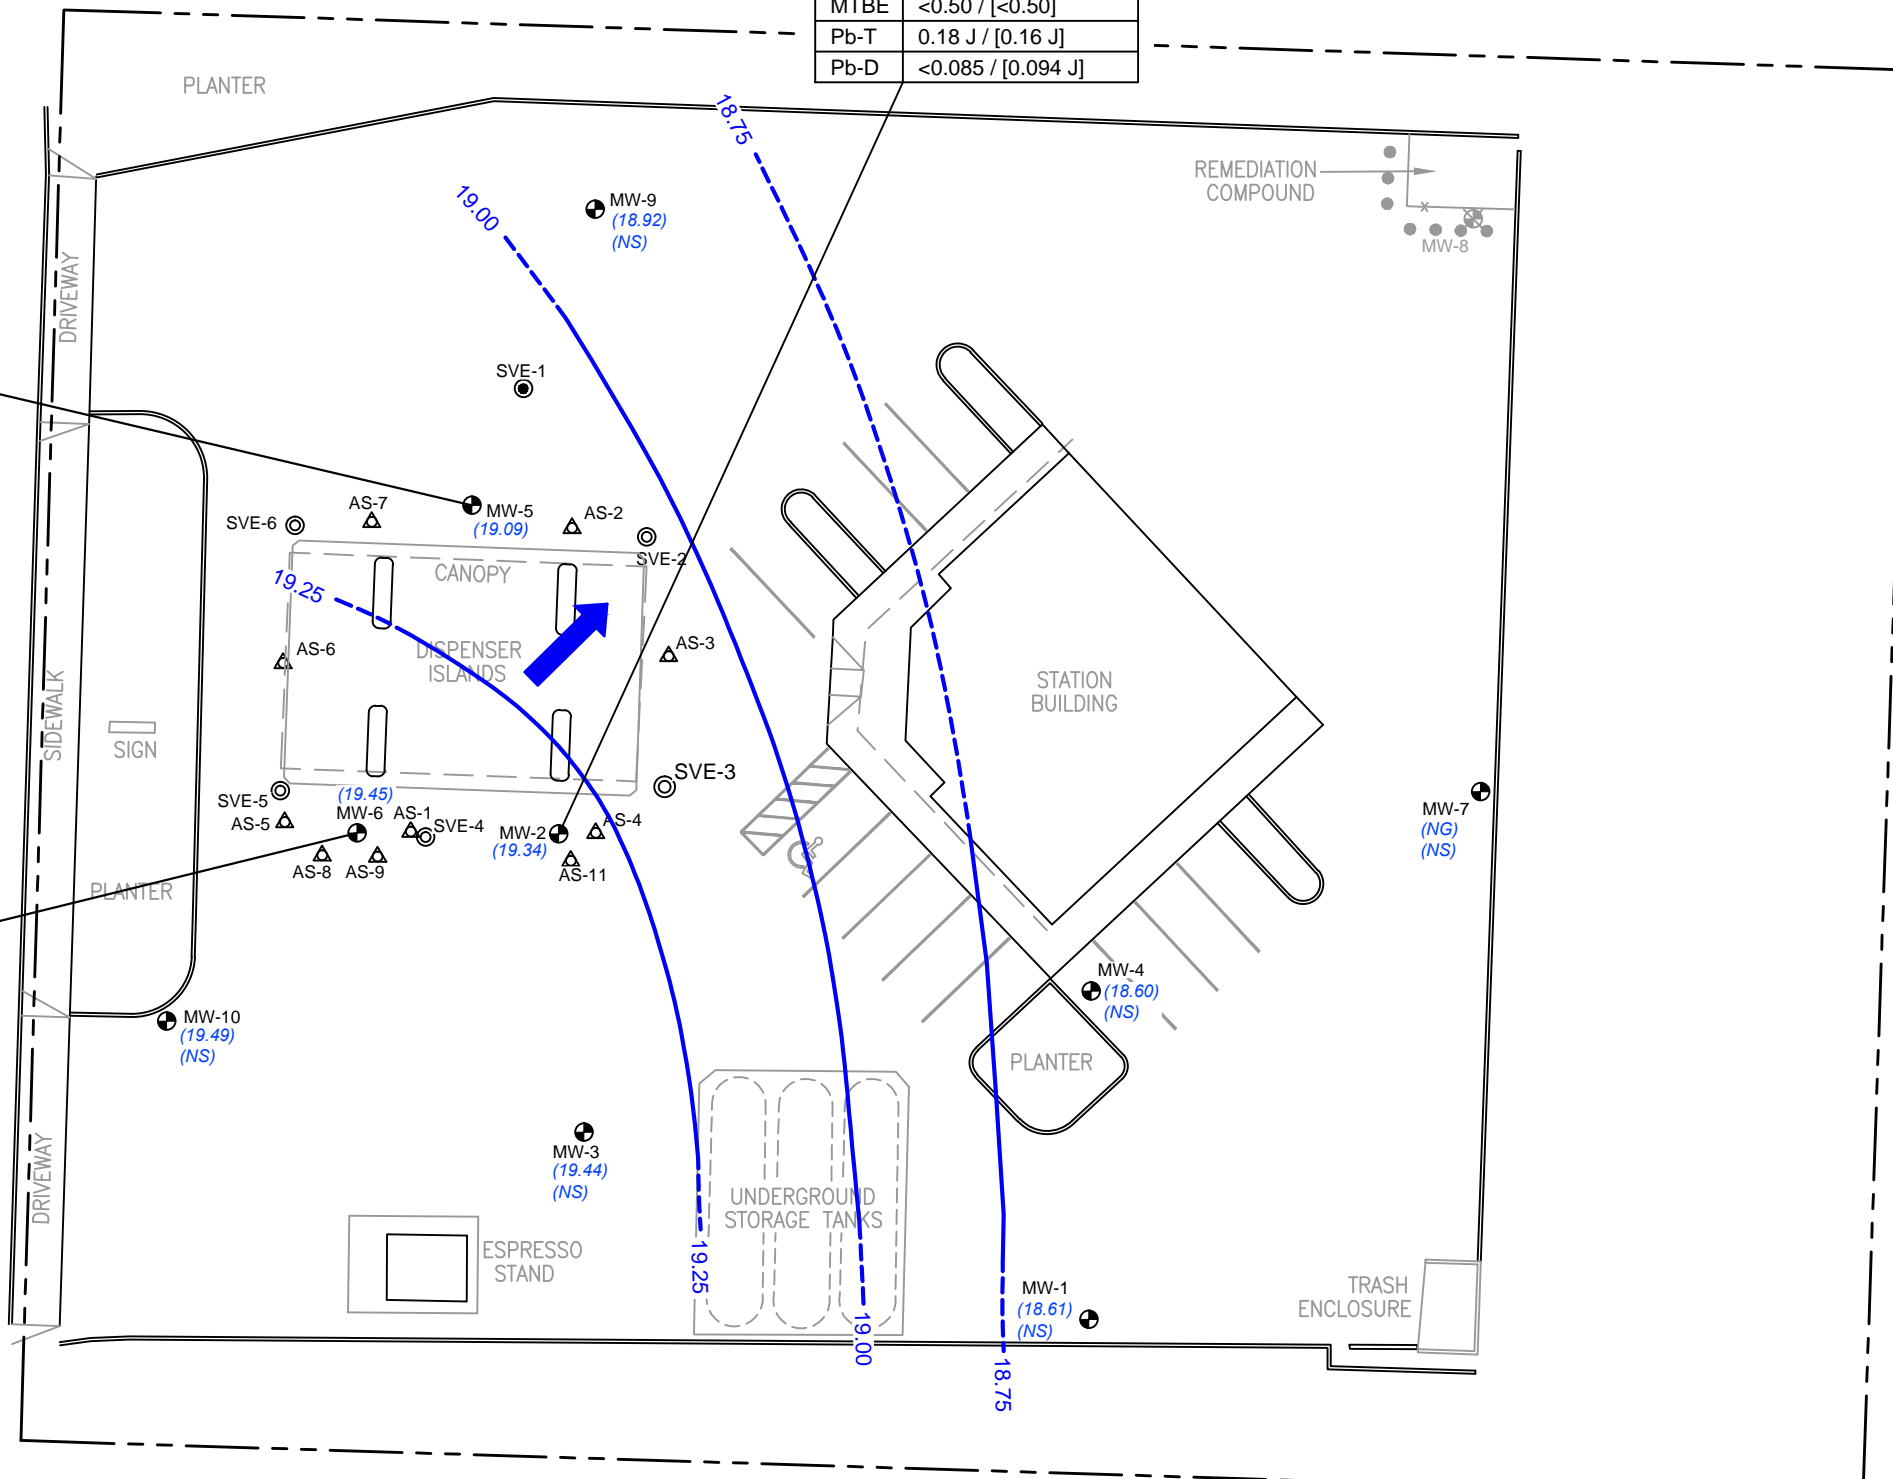 MTBE <0.50 / [<0.50]
Pb-T 0.18 J / [0.16 J]
Pb-D <0.085 / [0.094 J]
PLANTER
18.75
REMEDIATION
COMPOUND
MW-8
19.00
MW-9
(18.92)
(NS)
DRIVEWAY
SVE-1
SVE-6
AS-7
MW-5
(19.09)
AS-2
SVE-2
CANOPY
19.25
AS-6
DISPENSER
ISLANDS
AS-3
STATION
BUILDING
SIDEWALK
SIGN
SVE-3
SVE-5
AS-5
(19.45)
MW-6
AS-1
SVE-4
MW-2
(19.34)
AS-4
AS-8
AS-9
AS-11
MW-7
(NG)
(NS)
PLANTER
MW-4
(18.60)
(NS)
MW-10
(19.49)
(NS)
PLANTER
DRIVEWAY
MW-3
(19.44)
(NS)
UNDERGROUND
STORAGE TANKS
ESPRESSO
STAND
19.25
19.00
18.75
MW-1
(18.61)
(NS)
TRASH
ENCLOSURE